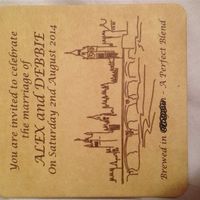 You are invited to celebrate
the marriage of
ALEX and DEBBIE
On Saturday 2nd August 2014
Brewed in - A Perfect Blend